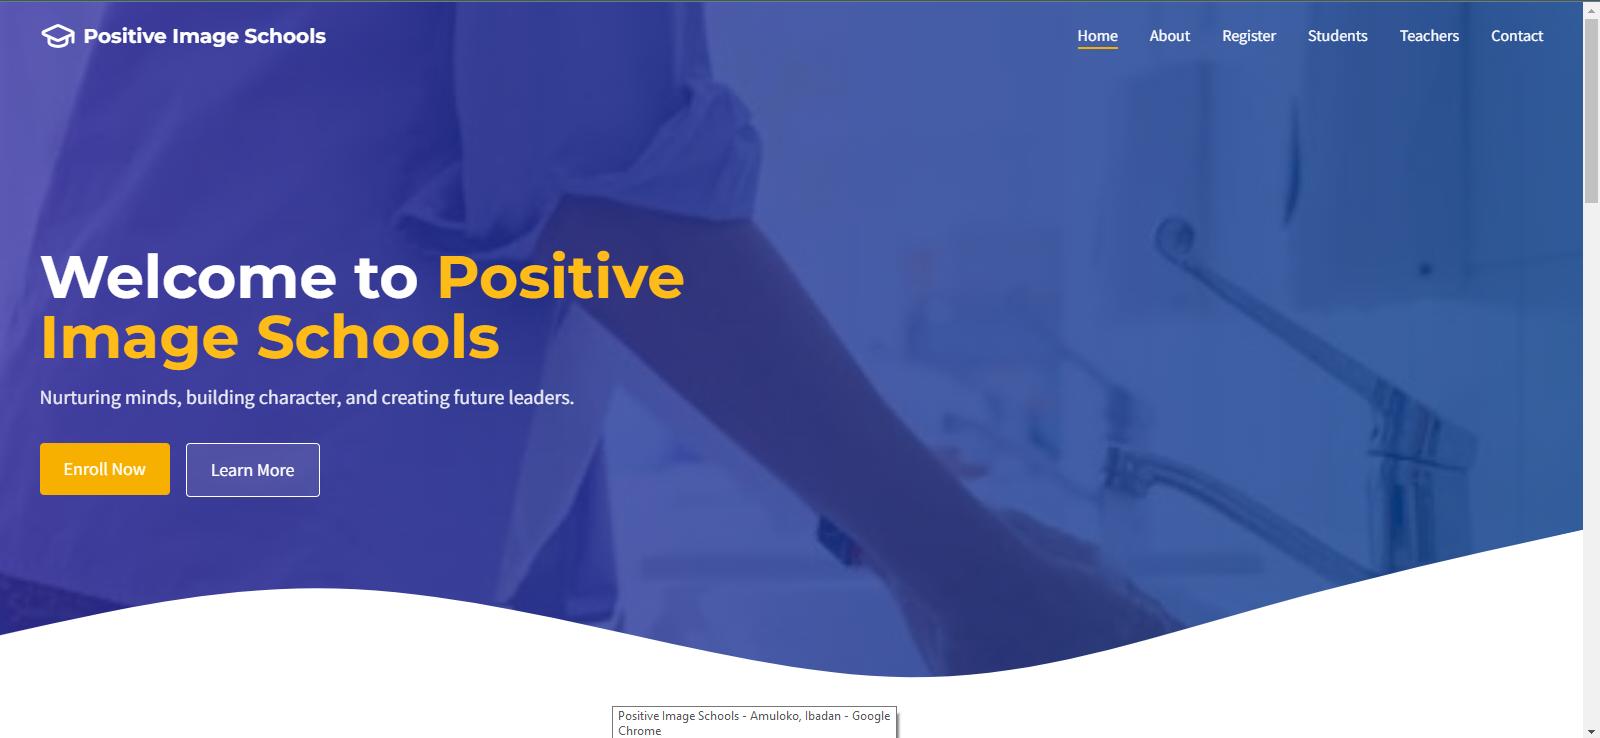 Positive Image Schools
Home About Register Students Teachers Contact
Welcome to Positive
Image Schools
Nurturing minds, building character, and creating future leaders.
Enroll Now Learn More
Positive Image Schools - Amuloko, Ibadan - Google
Chrome